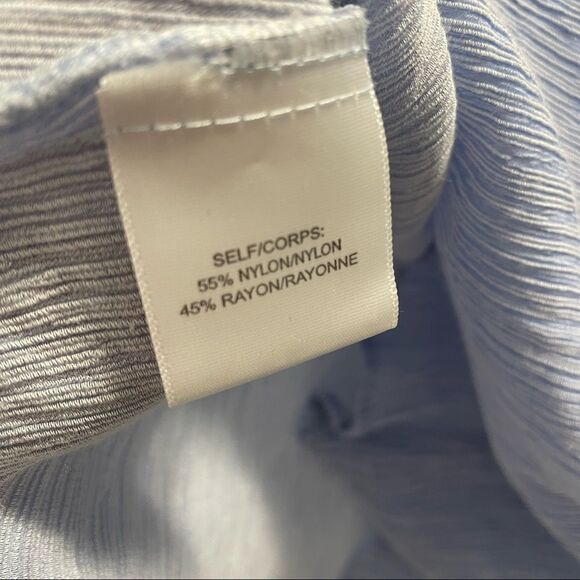 SELF/CORPS:
55% NYLON/NYLON
45% RAYON/RAYONNE